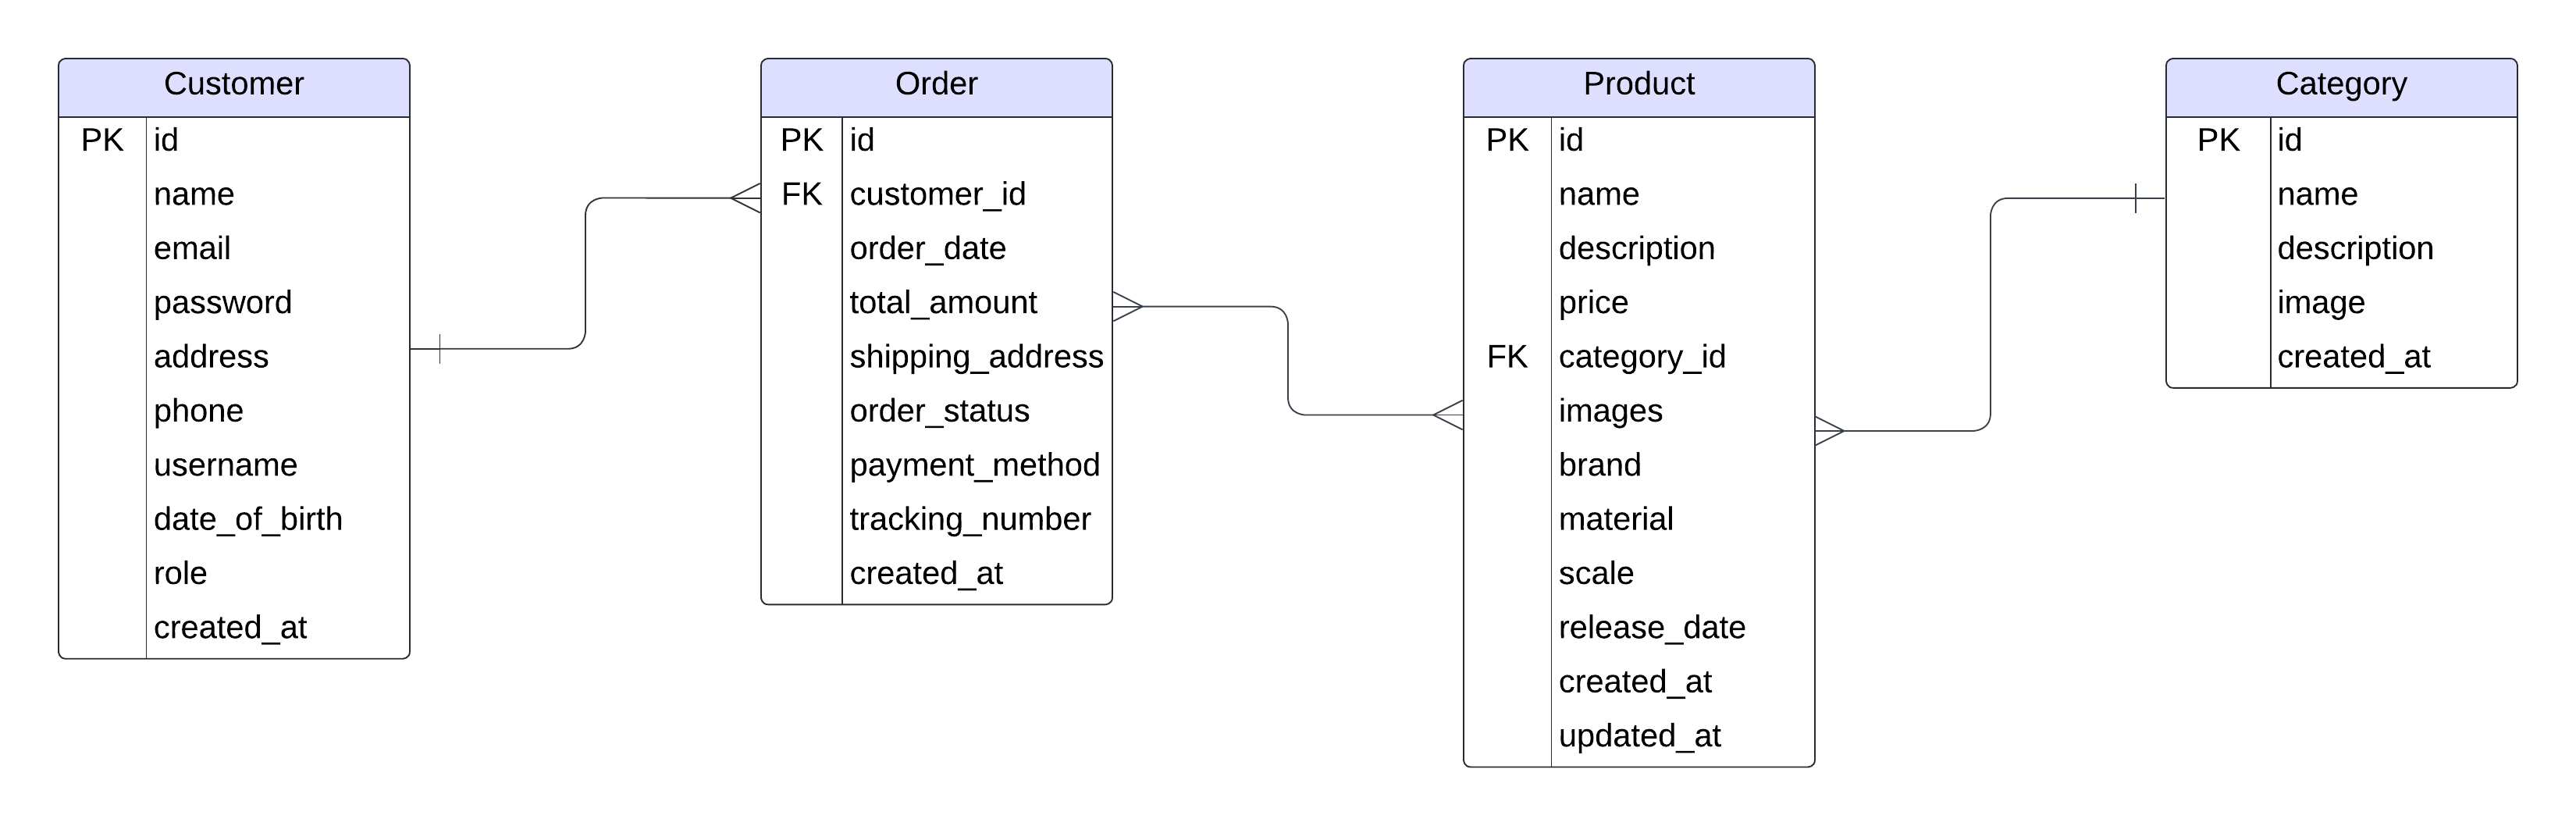 Customer
PK id
name
email
password
address
phone
username
date_of_birth
role
created_at
Order
PK id
FK customer_id
order_date
total_amount
shipping_address
order_status
payment_method
tracking_number
created_at
Product
PK id
name
description
price
FK category_id
images
brand
material
scale
release_date
created_at
updated_at
Category
PK id
name
description
image
created_at